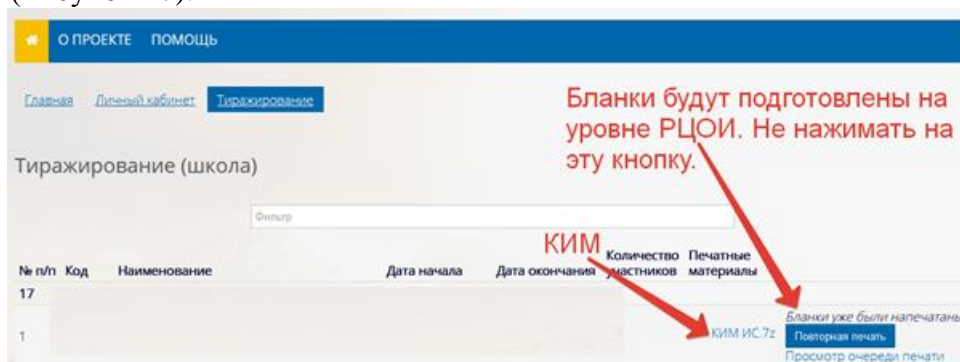 О ПРОЕКТЕ ПОМОЩЬ
Главная Личный кабинет Тиражирование
Бланки будут подготовлены на
уровне РЦОИ. Не нажимать на
эту кнопку.
Тиражирование (школа)
Фильтр
КИМ
№ п/п Код Наименование Дата начала Дата окончания Количество участников Печатные материалы
17
Бланки уже были напечатаны
1 КИМ ИС.7z Повторная печать
Просмотр очереди печати